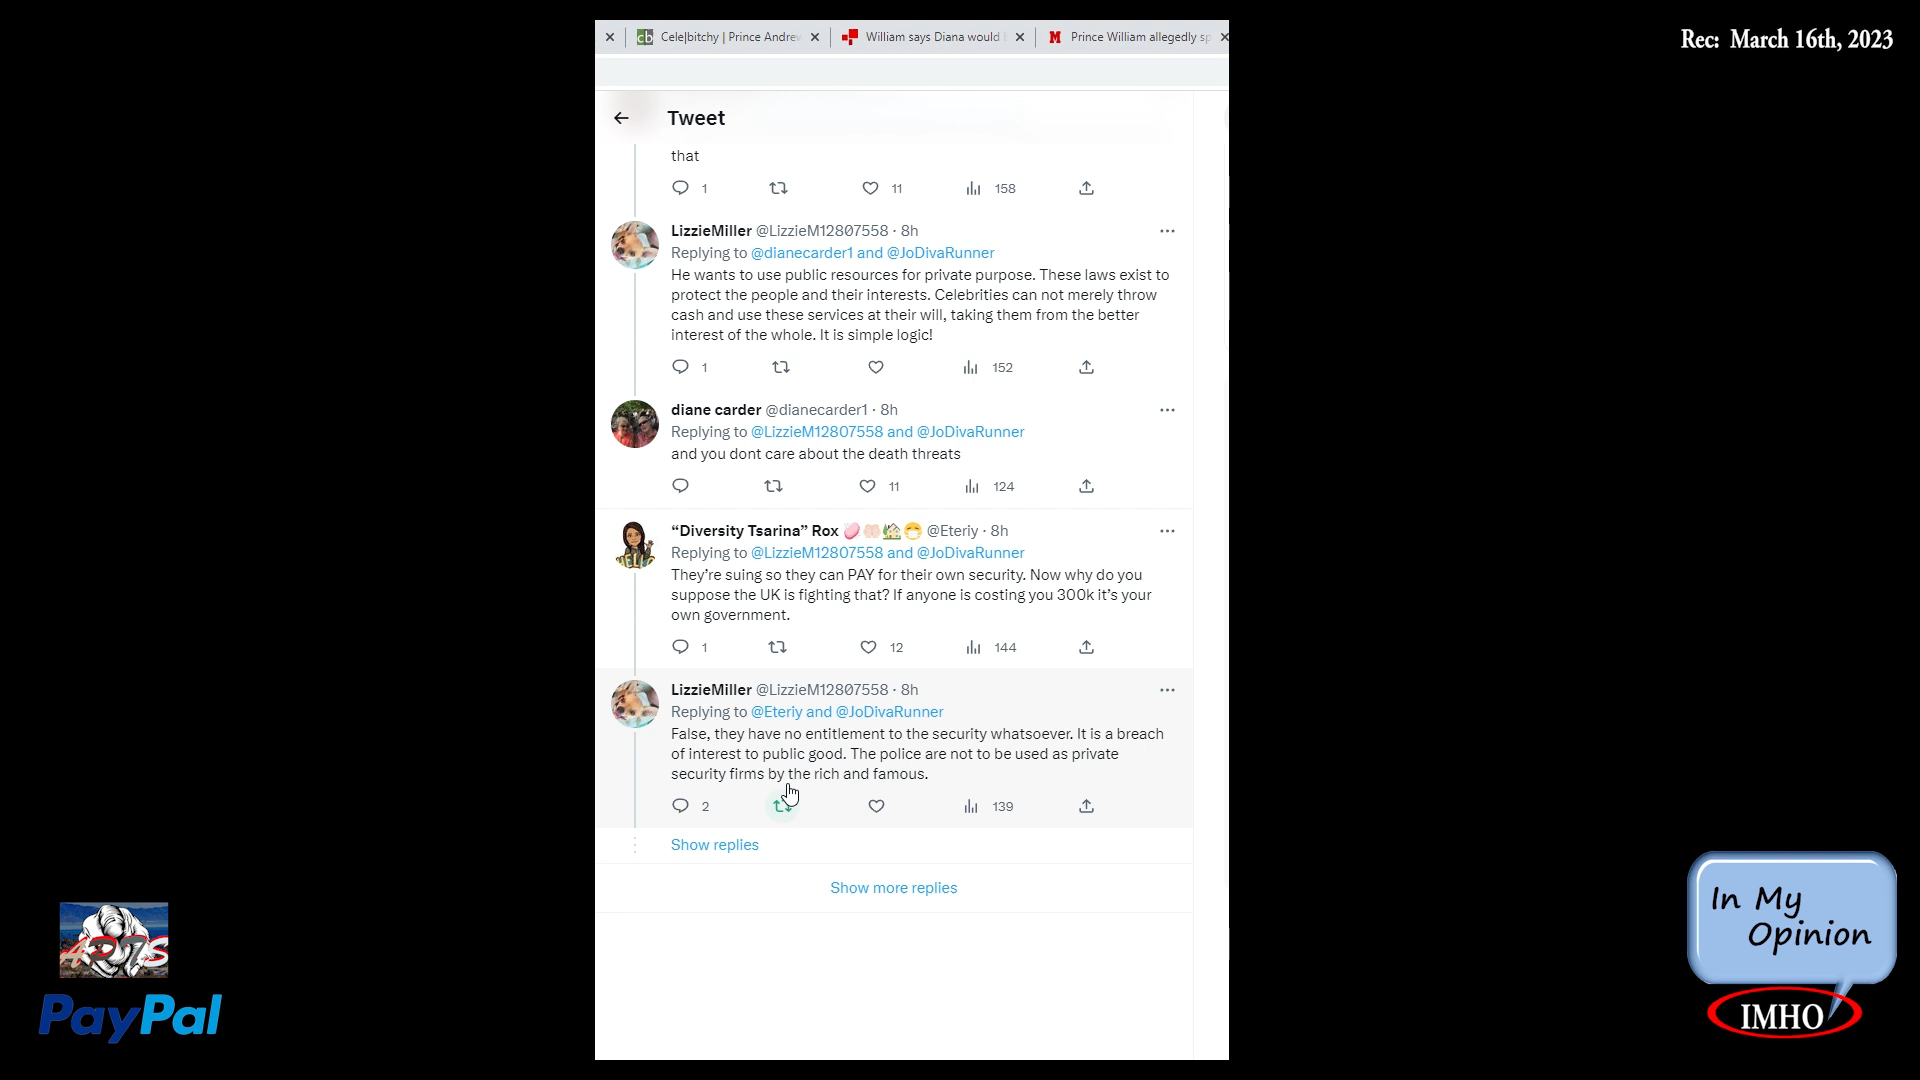 Rec: March 16th, 2023
cb Cele|bitchy | Prince Andrew
William says Diana would
M Prince William allegedly sp
Tweet
that
1 11 158
LizzieMiller @LizzieM12807558 · 8h
Replying to @dianecarder1 and @JoDivaRunner
He wants to use public resources for private purpose. These laws exist to
protect the people and their interests. Celebrities can not merely throw
cash and use these services at their will, taking them from the better
interest of the whole. It is simple logic!
1 152
diane carder @dianecarder1 · 8h
Replying to @LizzieM12807558 and @JoDivaRunner
and you dont care about the death threats
11 124
“Diversity Tsarina” Rox @Eteriy · 8h
Replying to @LizzieM12807558 and @JoDivaRunner
They’re suing so they can PAY for their own security. Now why do you
suppose the UK is fighting that? If anyone is costing you 300k it’s your
own government.
1 12 144
LizzieMiller @LizzieM12807558 · 8h
Replying to @Eteriy and @JoDivaRunner
False, they have no entitlement to the security whatsoever. It is a breach
of interest to public good. The police are not to be used as private
security firms by the rich and famous.
2 139
Show replies
Show more replies
PayPal
In My
Opinion
IMHO